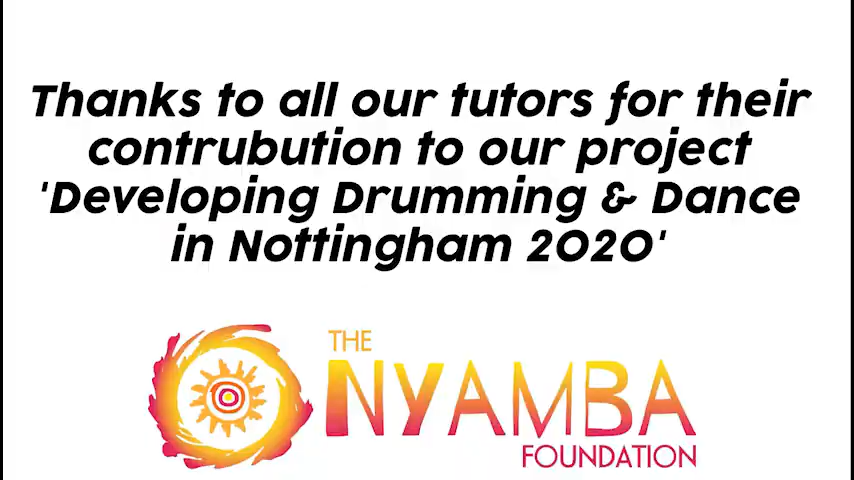 Thanks to all our tutors for their
contrubution to our project
'Developing Drumming & Dance
in Nottingham 2020'
THE
NYAMBA
FOUNDATION